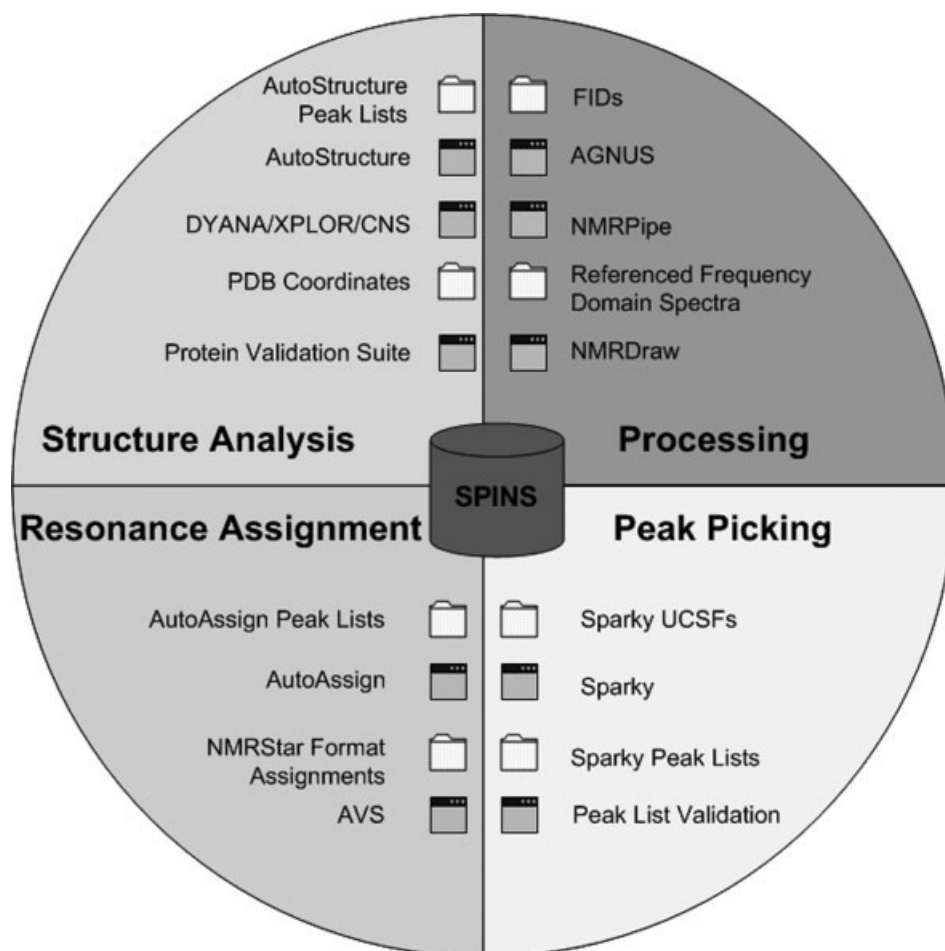 AutoStructure
Peak Lists
AutoStructure
DYANA/XPLOR/CNS
PDB Coordinates
Protein Validation Suite
Structure Analysis
FIDs
AGNUS
NMRPipe
Referenced Frequency
Domain Spectra
NMRDraw
Processing
SPINS
Resonance Assignment
AutoAssign Peak Lists
AutoAssign
NMRStar Format
Assignments
AVS
Peak Picking
Sparky UCSFs
Sparky
Sparky Peak Lists
Peak List Validation